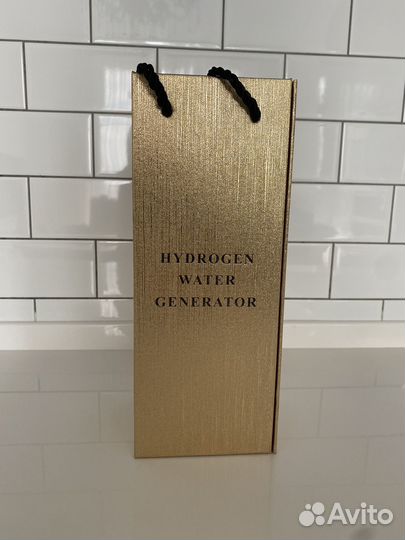 HYDROGEN
WATER
GENERATOR
Avito